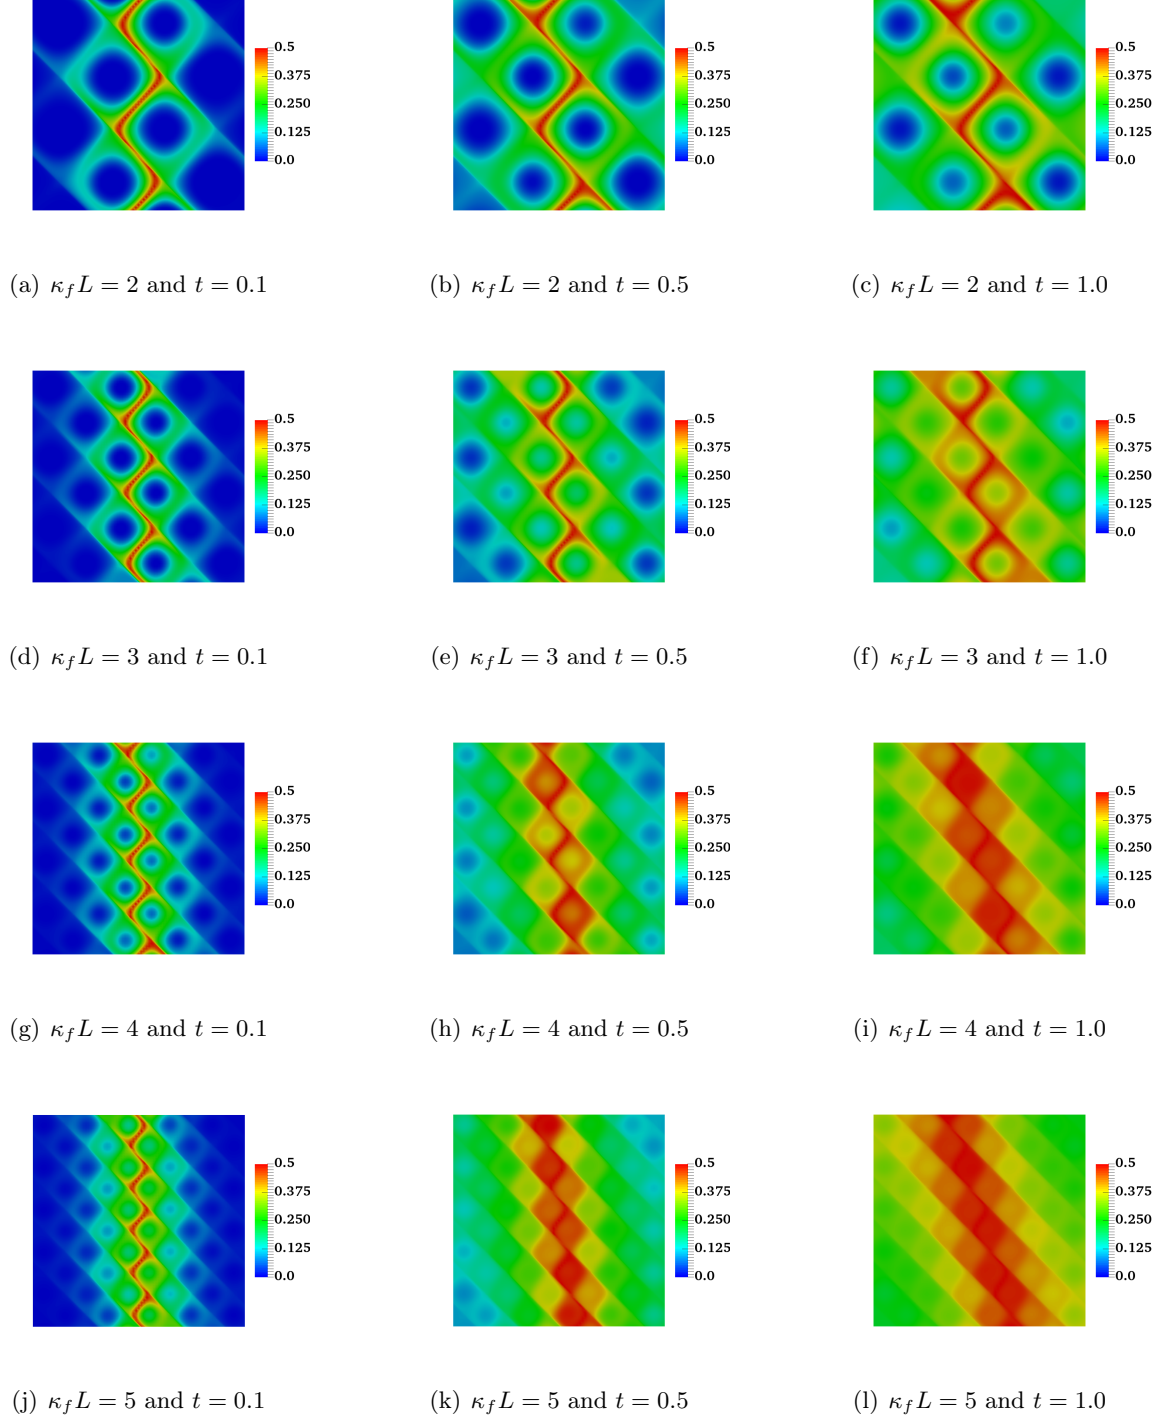 0.5 0.5 0.5
0.375 0.375 0.375
0.250 0.250 0.250
0.125 0.125 0.125
0.0 0.0 0.0
(a) κ_f L = 2 and t = 0.1 (b) κ_f L = 2 and t = 0.5 (c) κ_f L = 2 and t = 1.0
0.5 0.5 0.5
0.375 0.375 0.375
0.250 0.250 0.250
0.125 0.125 0.125
0.0 0.0 0.0
(d) κ_f L = 3 and t = 0.1 (e) κ_f L = 3 and t = 0.5 (f) κ_f L = 3 and t = 1.0
0.5 0.5 0.5
0.375 0.375 0.375
0.250 0.250 0.250
0.125 0.125 0.125
0.0 0.0 0.0
(g) κ_f L = 4 and t = 0.1 (h) κ_f L = 4 and t = 0.5 (i) κ_f L = 4 and t = 1.0
0.5 0.5 0.5
0.375 0.375 0.375
0.250 0.250 0.250
0.125 0.125 0.125
0.0 0.0 0.0
(j) κ_f L = 5 and t = 0.1 (k) κ_f L = 5 and t = 0.5 (l) κ_f L = 5 and t = 1.0